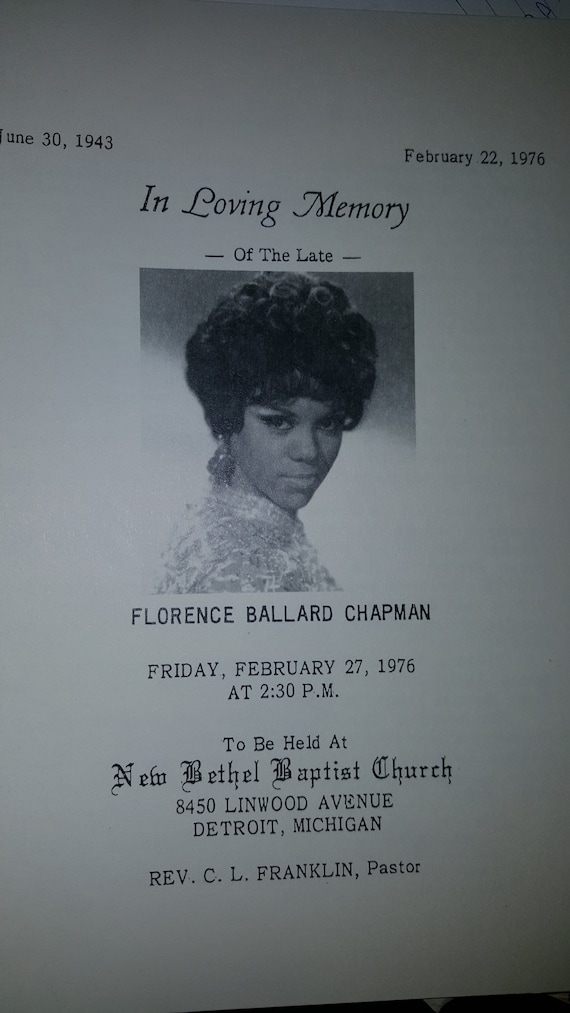 June 30, 1943
February 22, 1976
In Loving Memory
— Of The Late —
FLORENCE BALLARD CHAPMAN
FRIDAY, FEBRUARY 27, 1976
AT 2:30 P.M.
To Be Held At
New Bethel Baptist Church
8450 LINWOOD AVENUE
DETROIT, MICHIGAN
REV. C. L. FRANKLIN, Pastor